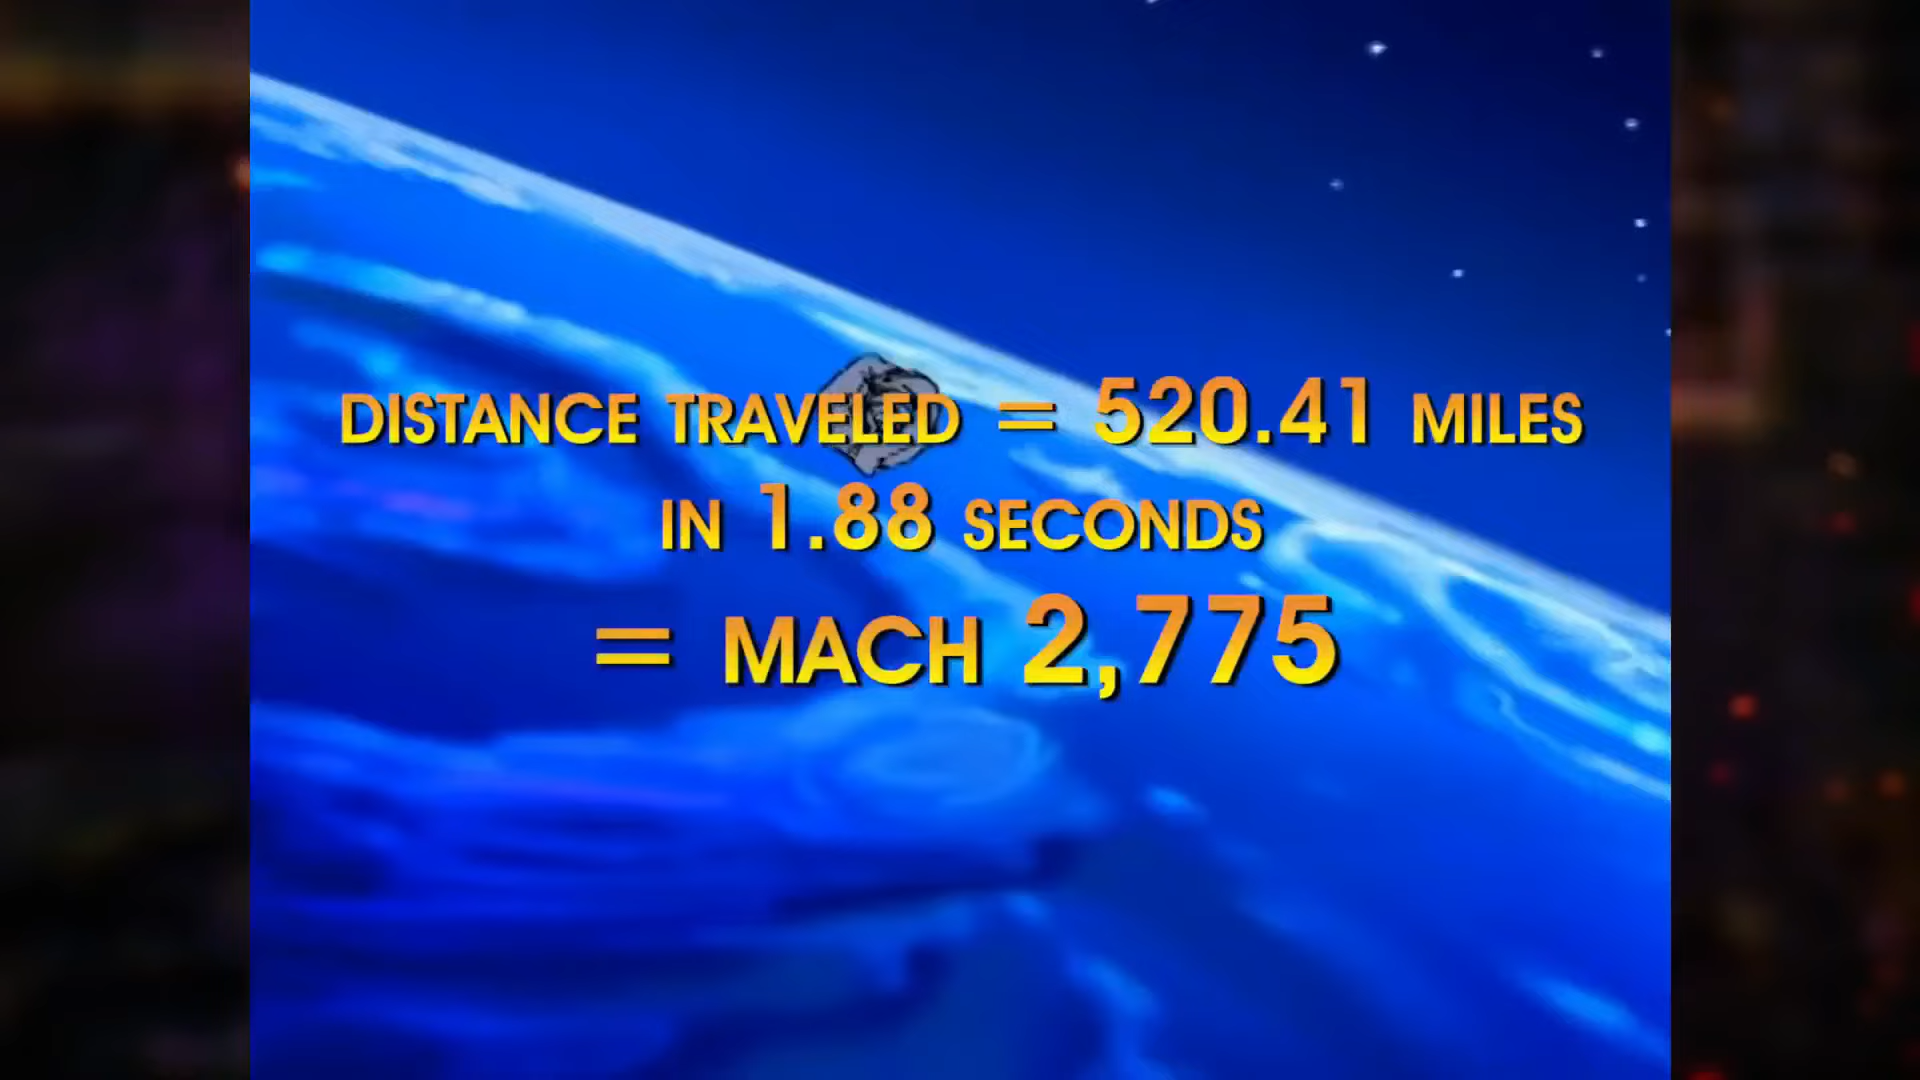 DISTANCE TRAVELED = 520.41 MILES
IN 1.88 SECONDS
= MACH 2,775